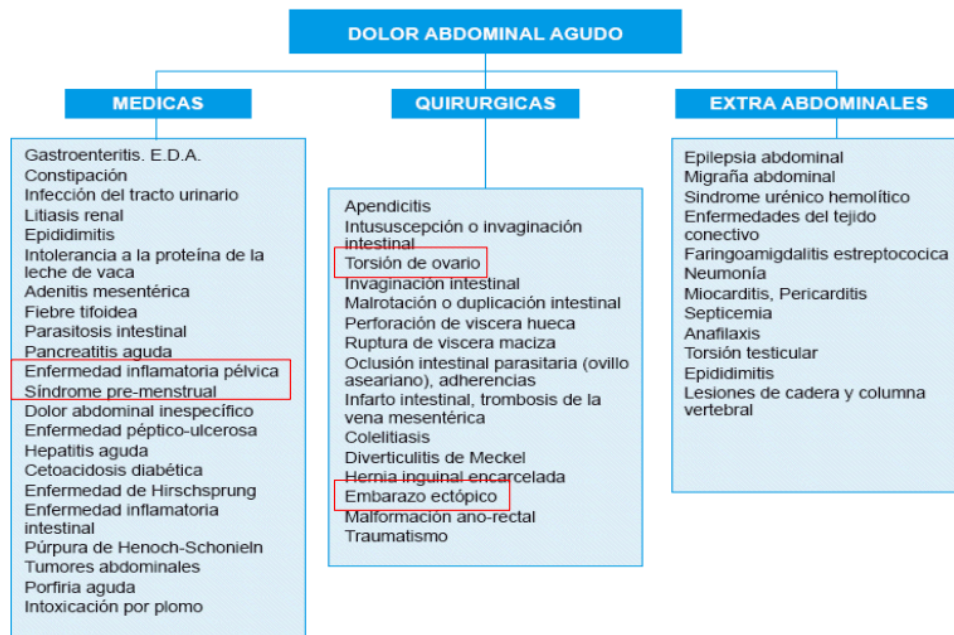 DOLOR ABDOMINAL AGUDO
MEDICAS
Gastroenteritis. E.D.A.
Constipación
Infección del tracto urinario
Litiasis renal
Epididimitis
Intolerancia a la proteína de la
leche de vaca
Adenitis mesentérica
Fiebre tifoidea
Parasitosis intestinal
Pancreatitis aguda
Enfermedad inflamatoria pélvica
Síndrome pre-menstrual
Dolor abdominal inespecífico
Enfermedad péptico-ulcerosa
Hepatitis aguda
Cetoacidosis diabética
Enfermedad de Hirschsprung
Enfermedad inflamatoria
intestinal
Púrpura de Henoch-Schonieln
Tumores abdominales
Porfiria aguda
Intoxicación por plomo
QUIRURGICAS
Apendicitis
Intususcepción o invaginación
intestinal
Torsión de ovario
Invaginación intestinal
Malrotación o duplicación intestinal
Perforación de viscera hueca
Ruptura de viscera maciza
Oclusión intestinal parasitaria (ovillo
aseariano), adherencias
Infarto intestinal, trombosis de la
vena mesentérica
Colelitiasis
Diverticulitis de Meckel
Hernia inguinal encarcelada
Embarazo ectópico
Malformación ano-rectal
Traumatismo
EXTRA ABDOMINALES
Epilepsia abdominal
Migraña abdominal
Sindrome urénico hemolítico
Enfermedades del tejido
conectivo
Faringoamigdalitis estreptococica
Neumonía
Miocarditis, Pericarditis
Septicemia
Anafilaxis
Torsión testicular
Epididimitis
Lesiones de cadera y columna
vertebral